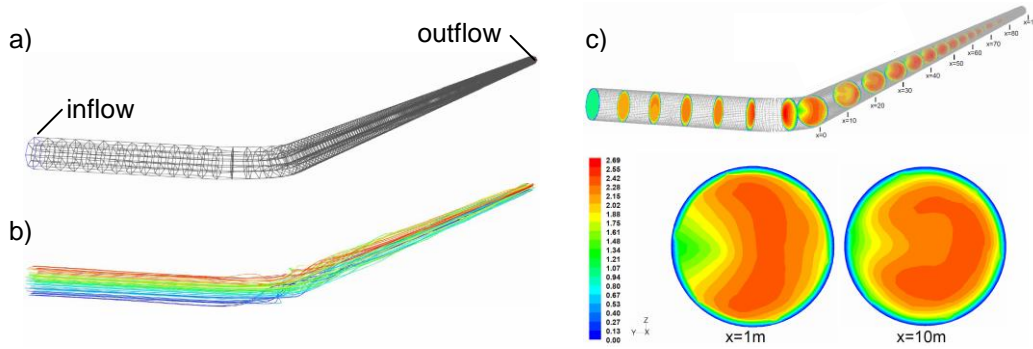 a)
outflow
inflow
b)
c)
x=0
x=10
x=20
x=30
x=40
x=50
x=60
x=70
x=80
2.69
2.55
2.42
2.28
2.15
2.02
1.88
1.75
1.61
1.48
1.34
1.21
1.07
0.94
0.81
0.67
0.54
0.40
0.27
0.13
0.00
Z
Y X
x=1m
x=10m